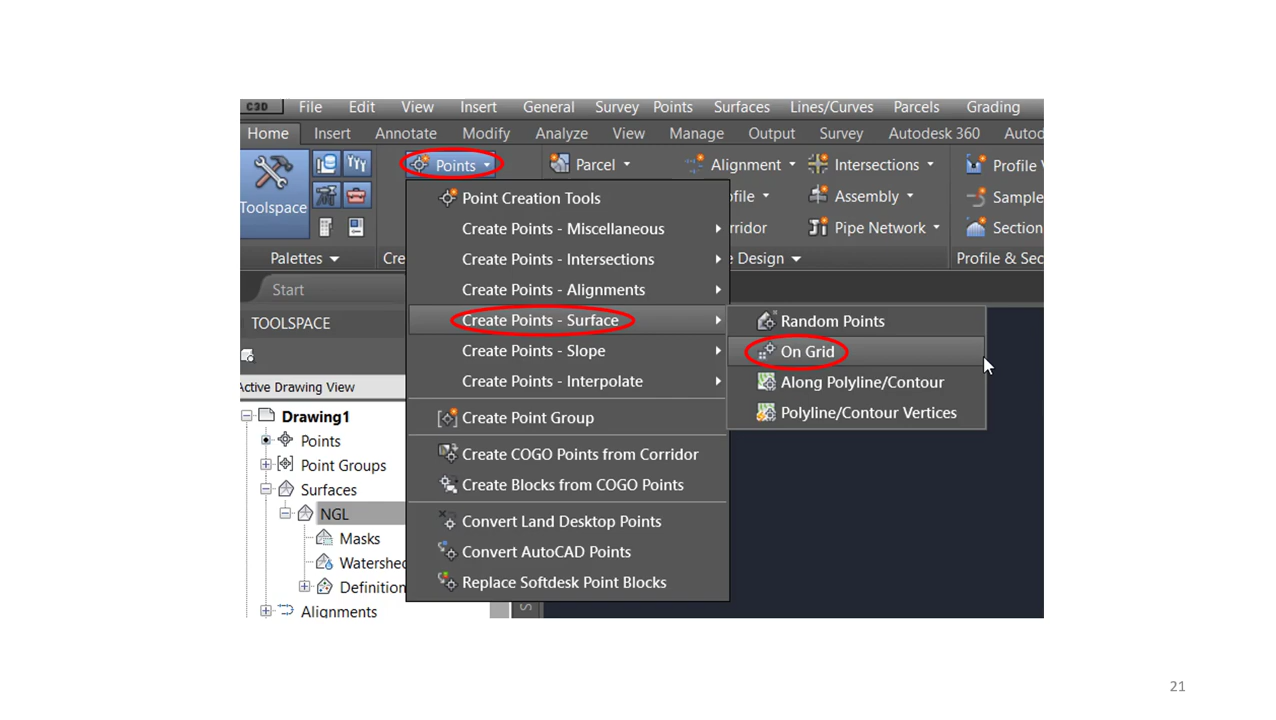 C3D File Edit View Insert General Survey Points Surfaces Lines/Curves Parcels Grading
Home Insert Annotate Modify Analyze View Manage Output Survey Autodesk 360 Autod
Toolspace
Points
Parcel
Alignment
Intersections
Profile
ofile
Assembly
Sample
rridor
Pipe Network
Section
Palettes
Cre
e Design
Profile & Sec
Point Creation Tools
Create Points - Miscellaneous
Create Points - Intersections
Create Points - Alignments
Create Points - Surface
Create Points - Slope
Create Points - Interpolate
Create Point Group
Create COGO Points from Corridor
Create Blocks from COGO Points
Convert Land Desktop Points
Convert AutoCAD Points
Replace Softdesk Point Blocks
Random Points
On Grid
Along Polyline/Contour
Polyline/Contour Vertices
Start
TOOLSPACE
Active Drawing View
Drawing1
Points
Point Groups
Surfaces
NGL
Masks
Watershed
Definition
Alignments
S
21